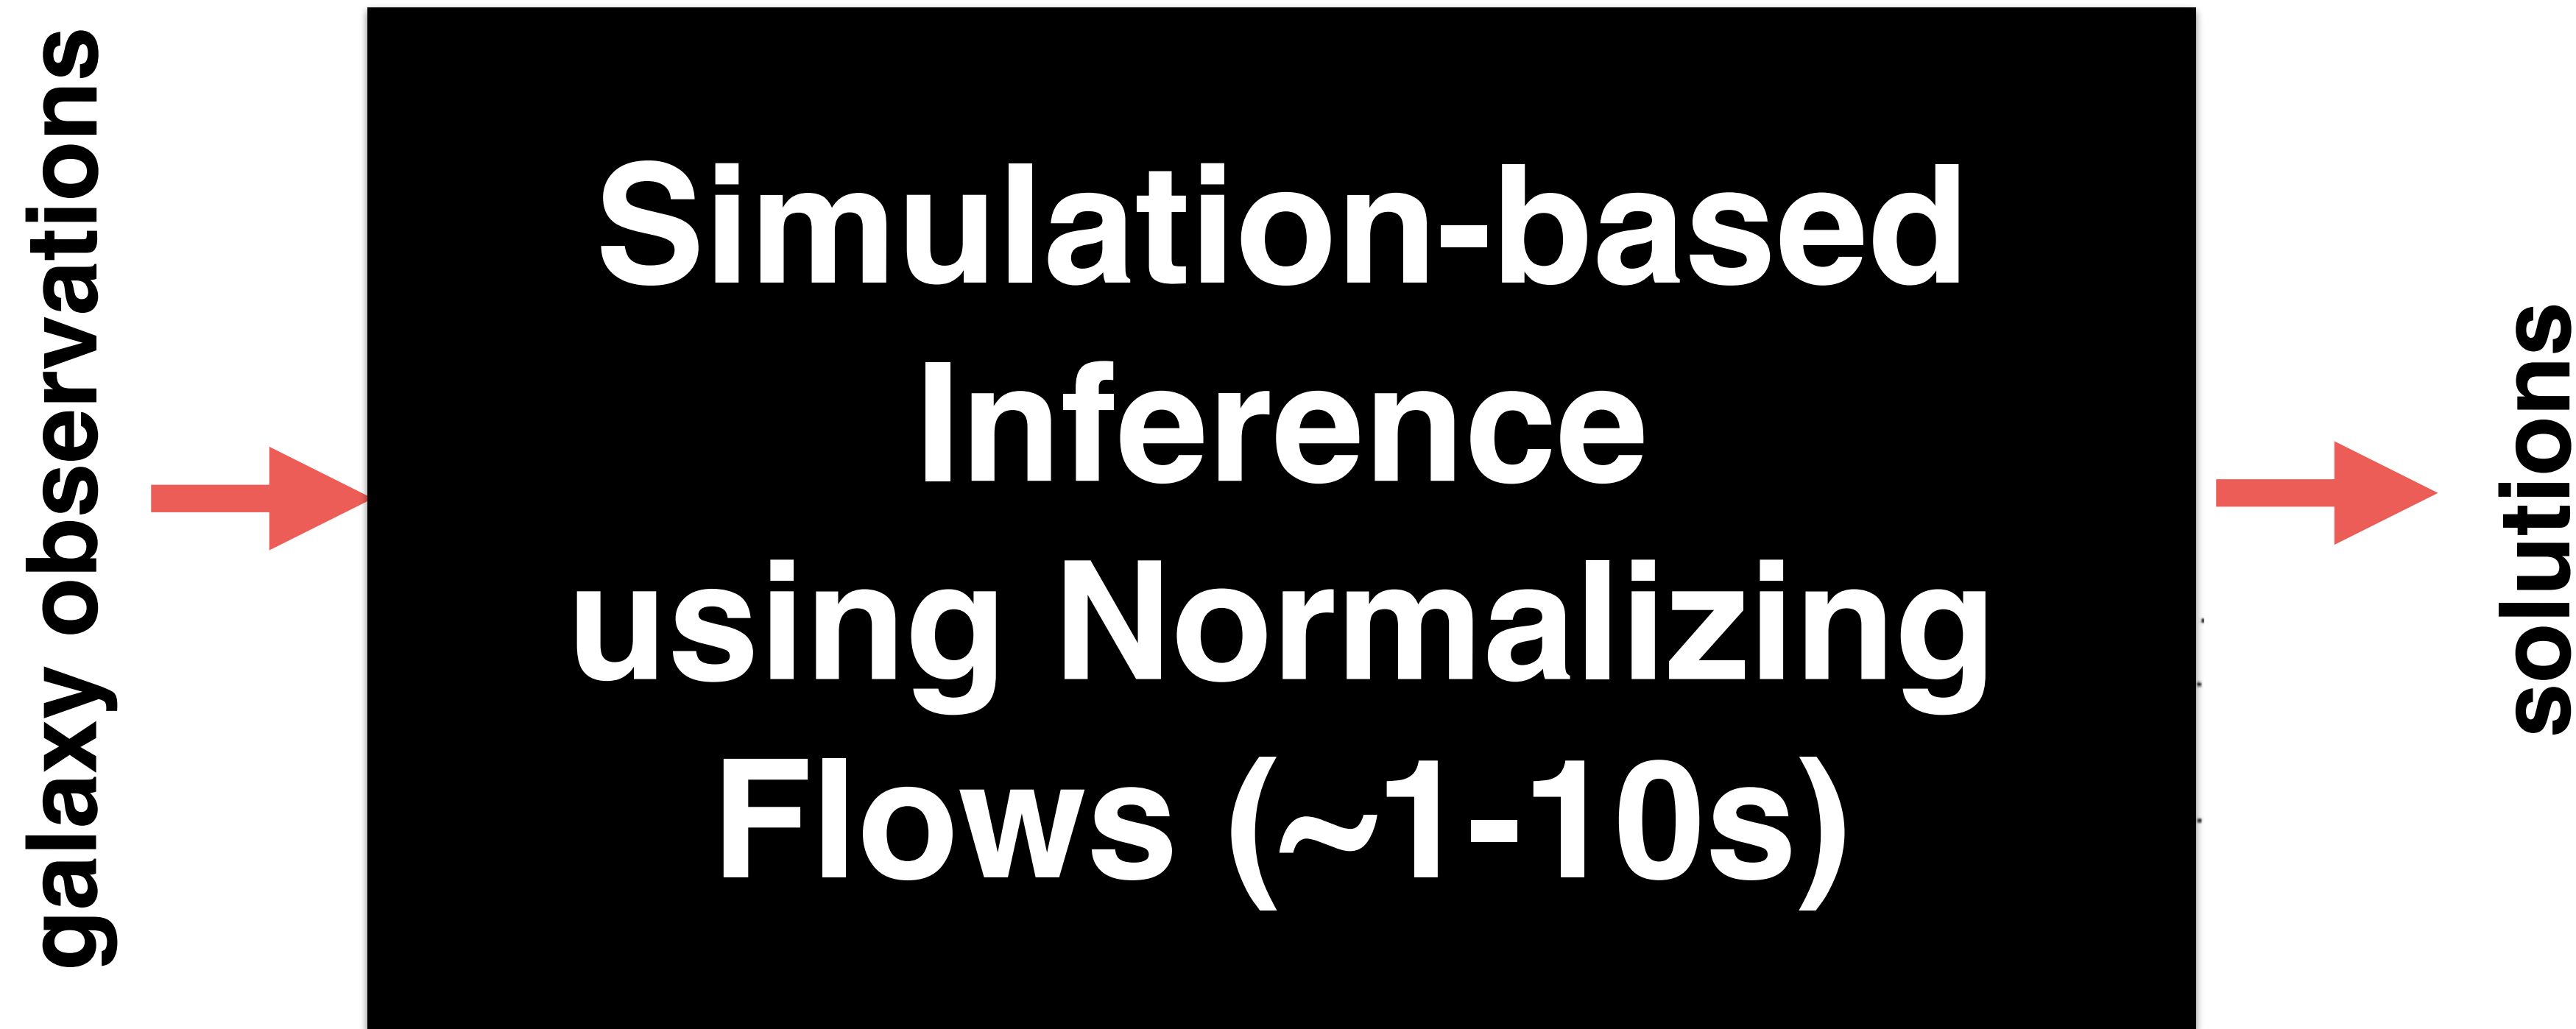 galaxy observations
Simulation-based
Inference
using Normalizing
Flows (~1-10s)
solutions